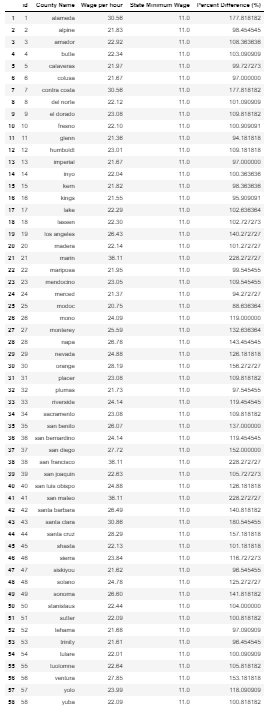 id County Name Wage per hour State Minimum Wage Percent Difference (%)
1 1 alameda 30.56 11.0 177.818182
2 2 alpine 21.83 11.0 98.454545
3 3 amador 22.92 11.0 108.363636
4 4 butte 22.34 11.0 101.090909
5 5 calaveras 21.97 11.0 99.727273
6 6 colusa 21.67 11.0 97.000000
7 7 contra costa 30.56 11.0 177.818182
8 8 del norte 22.12 11.0 101.090909
9 9 el dorado 23.08 11.0 109.818182
10 10 fresno 22.10 11.0 100.909091
11 11 glenn 21.36 11.0 94.181818
12 12 humboldt 23.01 11.0 109.181818
13 13 imperial 21.67 11.0 97.000000
14 14 inyo 22.04 11.0 100.363636
15 15 kern 21.82 11.0 98.363636
16 16 kings 21.55 11.0 95.909091
17 17 lake 22.29 11.0 102.636364
18 18 lassen 22.30 11.0 102.727273
19 19 los angeles 26.43 11.0 140.272727
20 20 madera 22.14 11.0 101.272727
21 21 marin 36.11 11.0 228.272727
22 22 mariposa 21.95 11.0 99.545455
23 23 mendocino 23.05 11.0 109.545455
24 24 merced 21.37 11.0 94.272727
25 25 modoc 20.75 11.0 88.636364
26 26 mono 24.09 11.0 119.000000
27 27 monterey 25.59 11.0 132.636364
28 28 napa 26.78 11.0 143.454545
29 29 nevada 24.88 11.0 126.181818
30 30 orange 28.19 11.0 156.272727
31 31 placer 23.08 11.0 109.818182
32 32 plumas 21.73 11.0 97.545455
33 33 riverside 24.14 11.0 119.454545
34 34 sacramento 23.08 11.0 109.818182
35 35 san benito 26.07 11.0 137.000000
36 36 san bernardino 24.14 11.0 119.454545
37 37 san diego 27.72 11.0 152.000000
38 38 san francisco 36.11 11.0 228.272727
39 39 san joaquin 22.63 11.0 105.727273
40 40 san luis obispo 24.88 11.0 126.181818
41 41 san mateo 36.11 11.0 228.272727
42 42 santa barbara 26.49 11.0 140.818182
43 43 santa clara 30.86 11.0 180.545455
44 44 santa cruz 28.29 11.0 157.181818
45 45 shasta 22.13 11.0 101.181818
46 46 sierra 23.84 11.0 116.727273
47 47 siskiyou 21.62 11.0 96.545455
48 48 solano 24.78 11.0 125.272727
49 49 sonoma 26.60 11.0 141.818182
50 50 stanislaus 22.44 11.0 104.000000
51 51 sutter 22.09 11.0 100.818182
52 52 tehama 21.68 11.0 97.090909
53 53 trinity 21.61 11.0 96.454545
54 54 tulare 22.01 11.0 100.090909
55 55 tuolumne 22.64 11.0 105.818182
56 56 ventura 27.85 11.0 153.181818
57 57 yolo 23.99 11.0 118.090909
58 58 yuba 22.09 11.0 100.818182